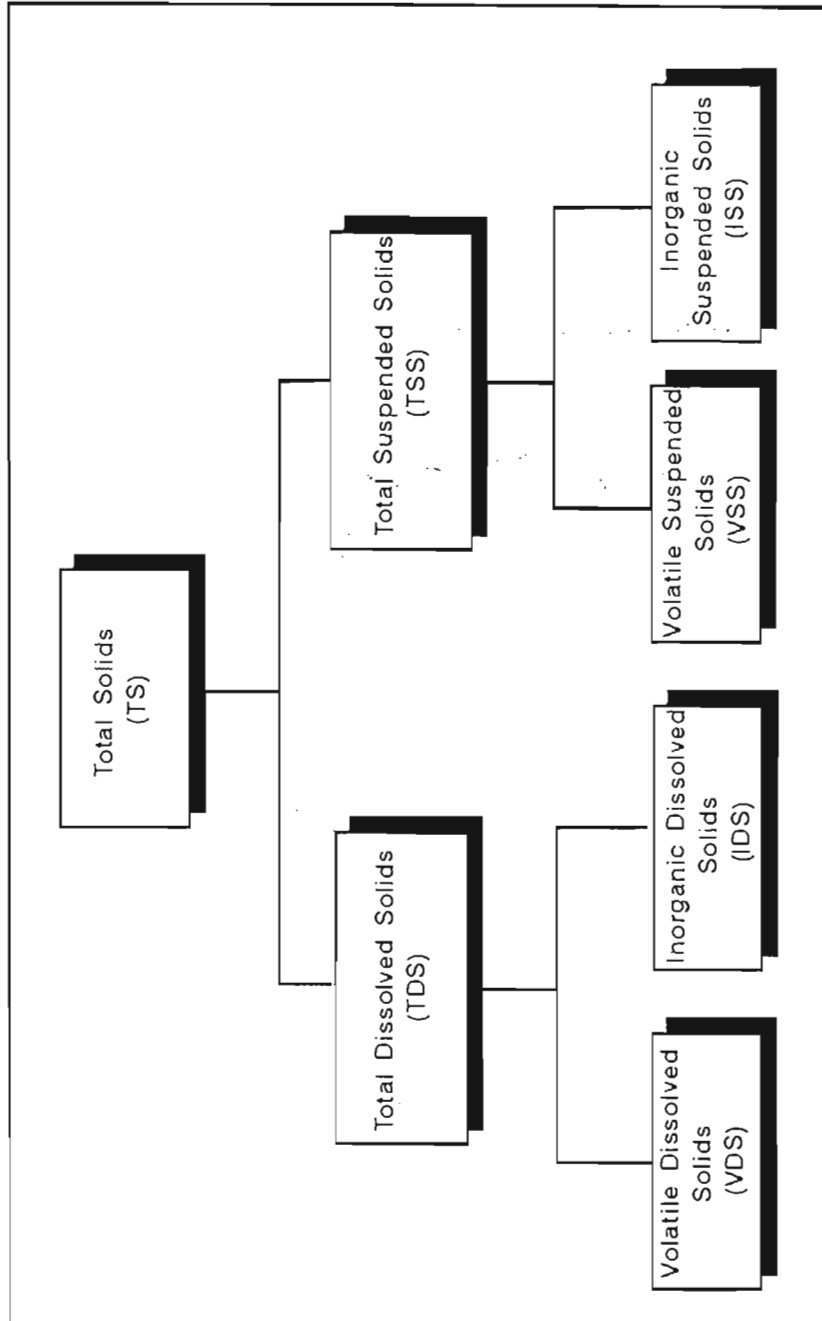 Total Solids
(TS)
Total Dissolved Solids
(TDS)
Total Suspended Solids
(TSS)
Volatile Dissolved
Solids
(VDS)
Inorganic Dissolved
Solids
(IDS)
Volatile Suspended
Solids
(VSS)
Inorganic
Suspended Solids
(ISS)